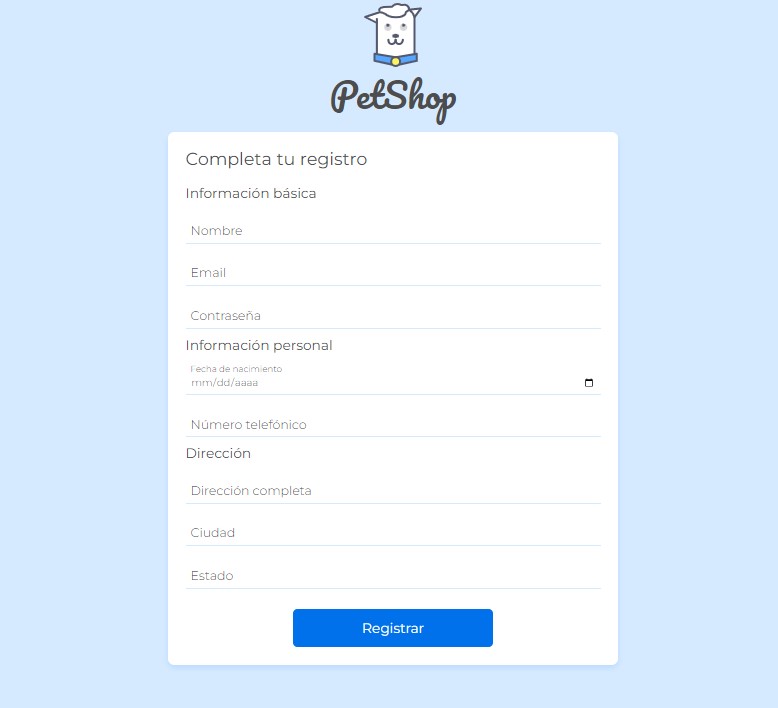 PetShop
Completa tu registro
Información básica
Nombre
Email
Contraseña
Información personal
Fecha de nacimiento
mm/dd/aaaa
Número telefónico
Dirección
Dirección completa
Ciudad
Estado
Registrar